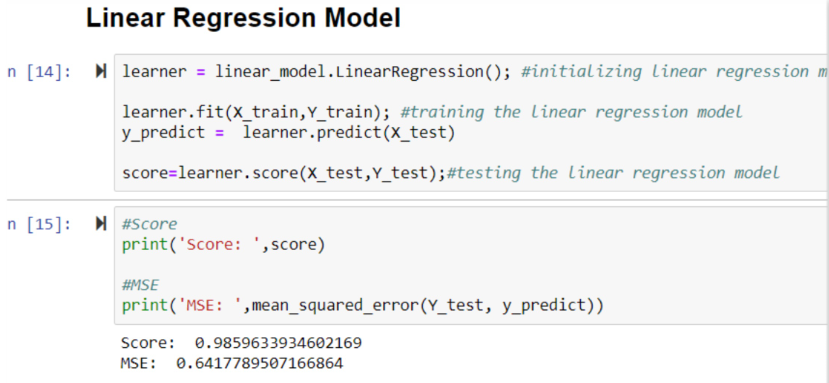 Linear Regression Model
n [14]: learner = linear_model.LinearRegression(); #initializing linear regression m
learner.fit(X_train,Y_train); #training the linear regression model
y_predict =  learner.predict(X_test)
score=learner.score(X_test,Y_test);#testing the linear regression model
n [15]: #Score
print('Score: ',score)
#MSE
print('MSE: ',mean_squared_error(Y_test, y_predict))
Score:  0.9859633934602169
MSE:  0.6417789507166864